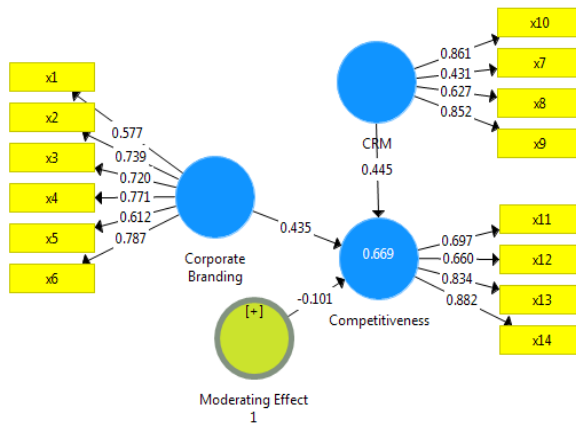 x1
x2
x3
x4
x5
x6
0.577
0.739
0.720
0.771
0.612
0.787
Corporate
Branding
0.435
[+]
Moderating Effect
1
-0.101
CRM
0.445
0.861
0.431
0.627
0.852
x10
x7
x8
x9
0.669
Competitiveness
0.697
0.660
0.834
0.882
x11
x12
x13
x14